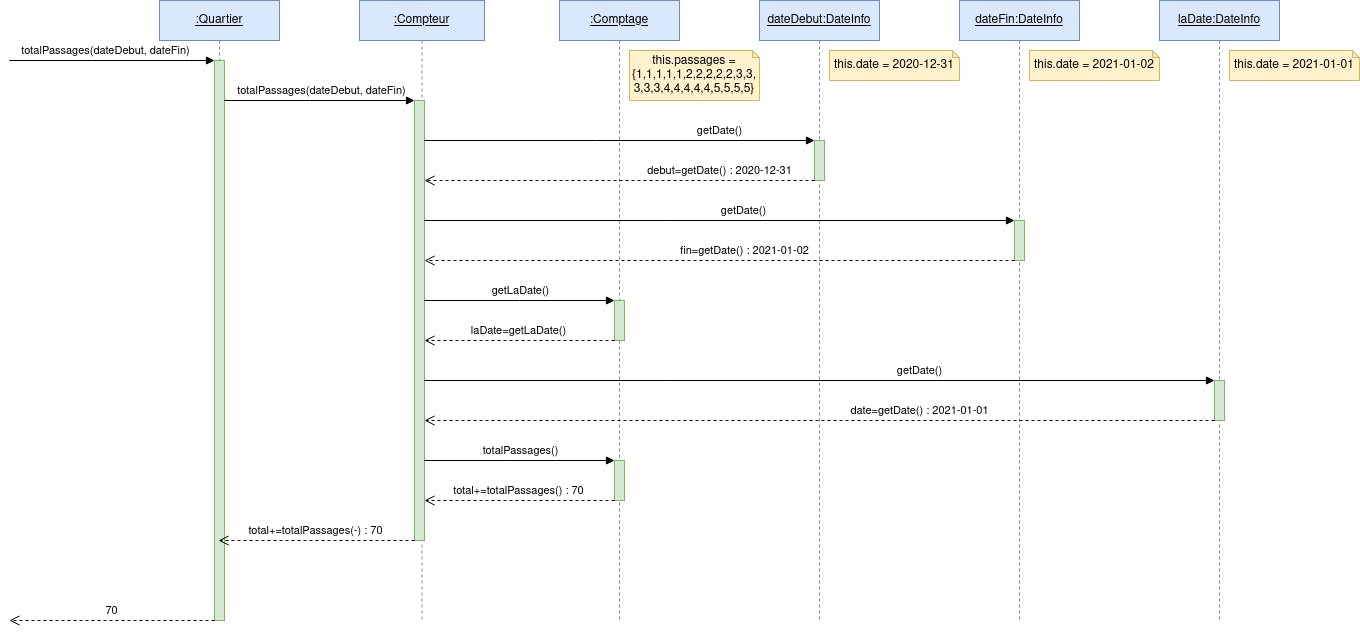 :Quartier
:Compteur
:Comptage
dateDebut:DateInfo
dateFin:DateInfo
laDate:DateInfo
totalPassages(dateDebut, dateFin)
this.passages =
{1,1,1,1,1,2,2,2,2,2,3,3,
3,3,3,4,4,4,4,4,5,5,5,5}
this.date = 2020-12-31
this.date = 2021-01-02
this.date = 2021-01-01
totalPassages(dateDebut, dateFin)
getDate()
debut=getDate() : 2020-12-31
getDate()
fin=getDate() : 2021-01-02
getLaDate()
laDate=getLaDate()
getDate()
date=getDate() : 2021-01-01
totalPassages()
total+=totalPassages() : 70
total+=totalPassages(-) : 70
70